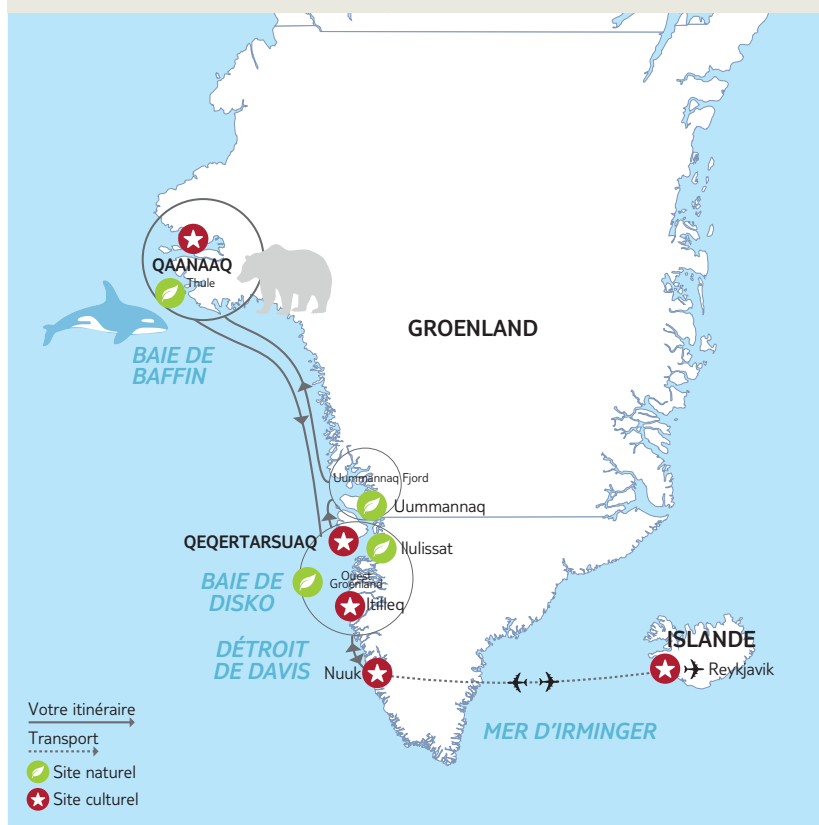 QAANAAQ
Thule
GROENLAND
BAIE DE
BAFFIN
Uummannaq Fjord
Uummannaq
QEQERTARSUAQ
Ilulissat
Ouest
Groenland
BAIE DE
DISKO
Itilleq
DÉTROIT
DE DAVIS
Nuuk
ISLANDE
Reykjavik
MER D'IRMINGER
Votre itinéraire
Transport
Site naturel
Site culturel